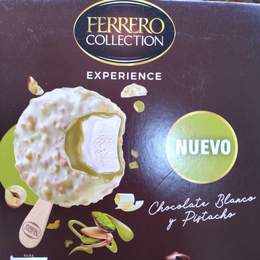 FERRERO
COLLECTION
EXPERIENCE
NUEVO
Chocolate Blanco
y Pistacho